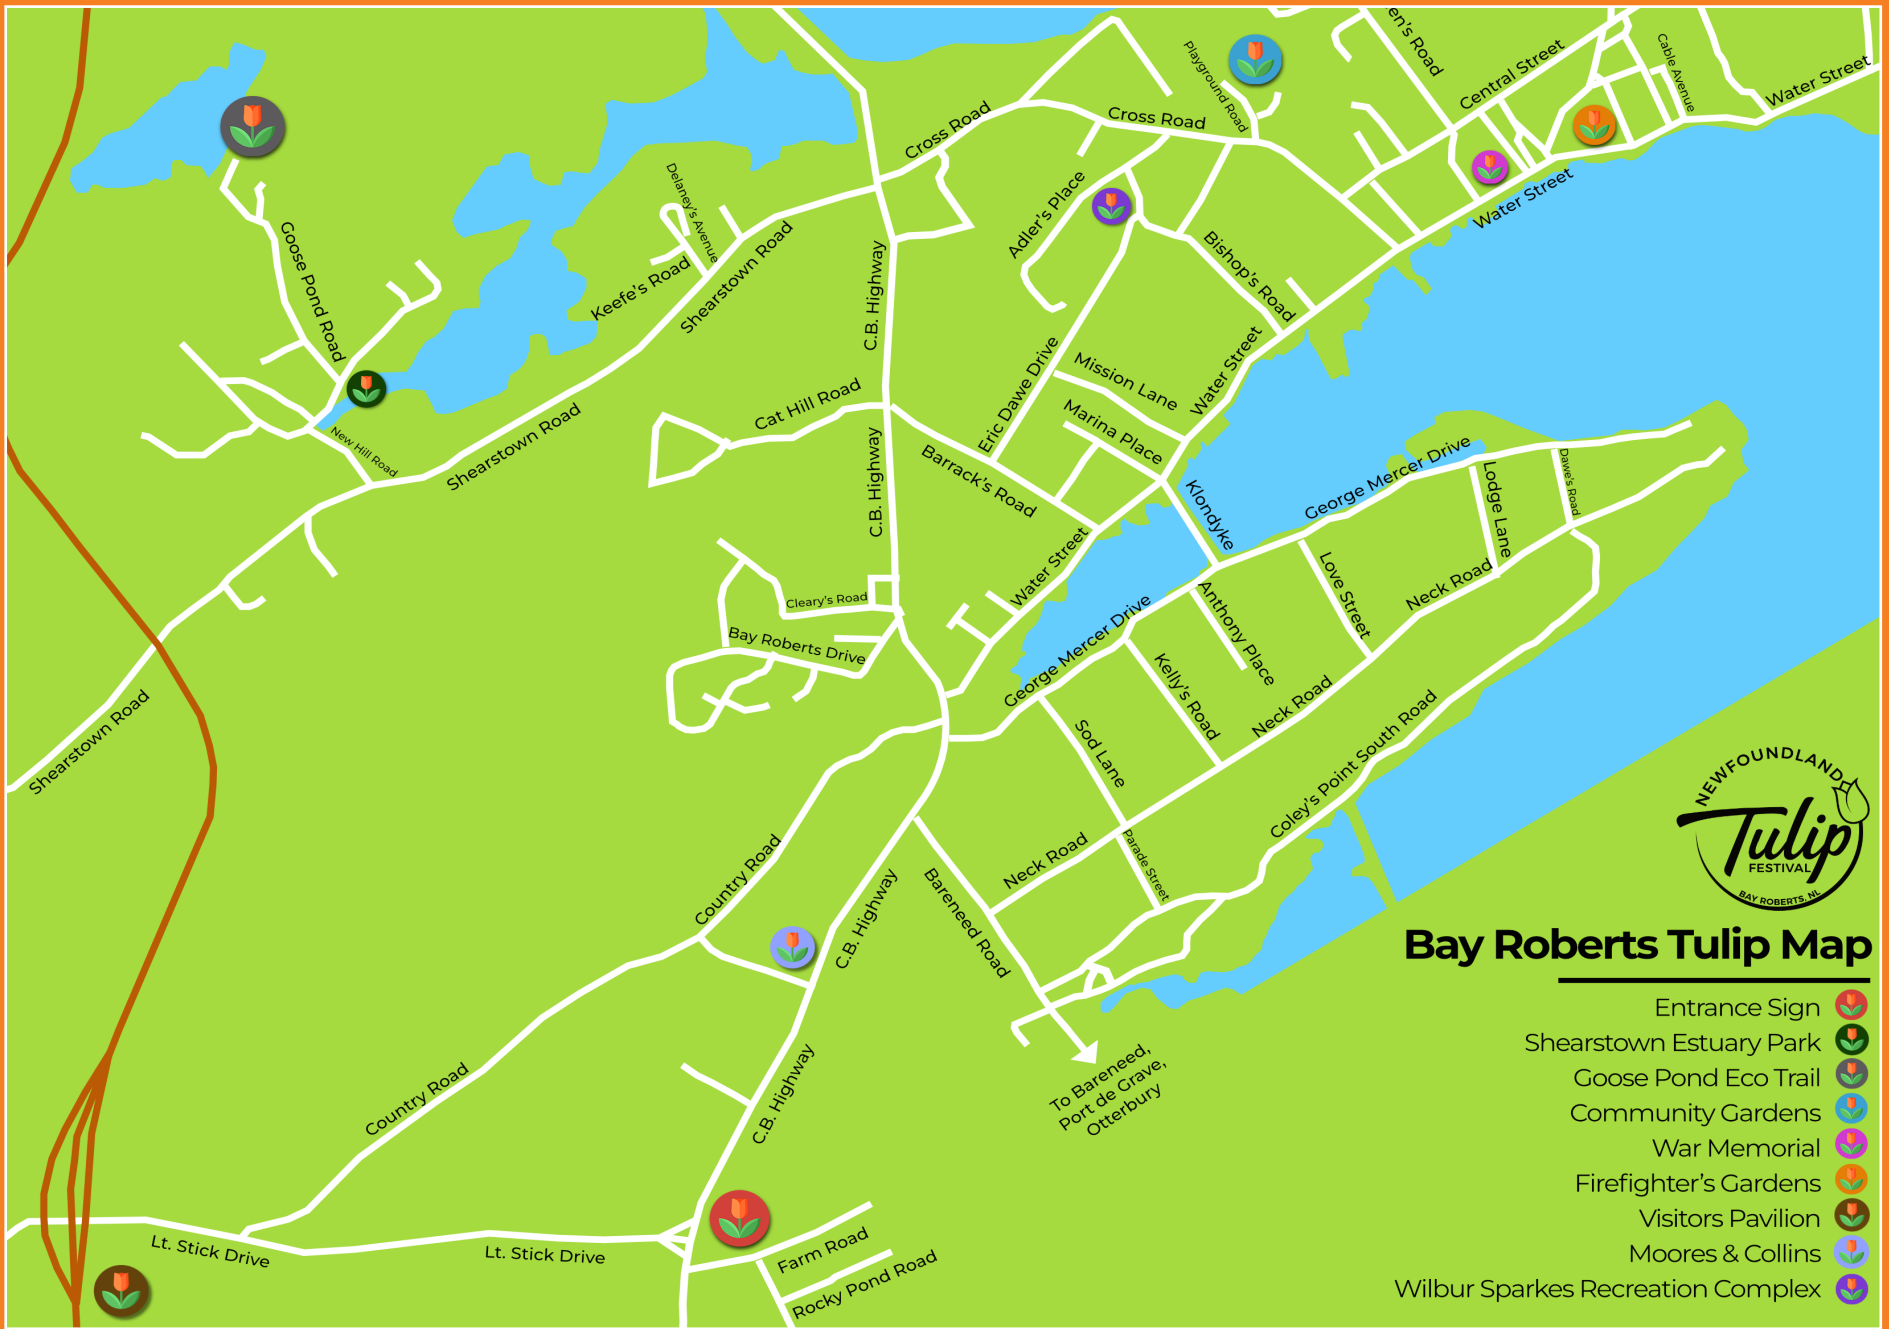 en's Road
Central Street
Cable Avenue
Water Street
Playground Road
Cross Road
Cross Road
Water Street
Delaney's Avenue
Keefe's Road
Shearstown Road
Adler's Place
Bishop's Road
Goose Pond Road
C.B. Highway
Eric Dawe Drive
Mission Lane
Water Street
Marina Place
Cat Hill Road
New Hill Road
Shearstown Road
C.B. Highway
Barrack's Road
Klondyke
George Mercer Drive
Lodge Lane
Dawe's Road
Water Street
Love Street
Neck Road
Cleary's Road
Bay Roberts Drive
George Mercer Drive
Anthony Place
Kelly's Road
Neck Road
Shearstown Road
Sod Lane
Coley's Point South Road
Country Road
Neck Road
Parade Street
C.B. Highway
Bareneed Road
To Bareneed,
Port de Grave,
Otterbury
Country Road
C.B. Highway
Lt. Stick Drive
Lt. Stick Drive
Farm Road
Rocky Pond Road
NEWFOUNDLAND
Tulip
FESTIVAL
BAY ROBERTS, NL
Bay Roberts Tulip Map
Entrance Sign
Shearstown Estuary Park
Goose Pond Eco Trail
Community Gardens
War Memorial
Firefighter's Gardens
Visitors Pavilion
Moores & Collins
Wilbur Sparkes Recreation Complex